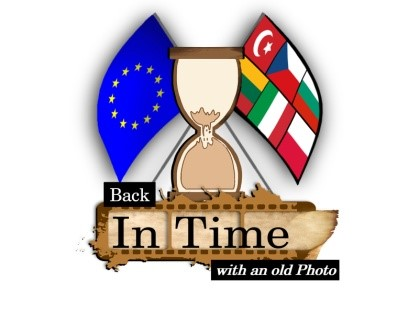 Back
In Time
with an old Photo